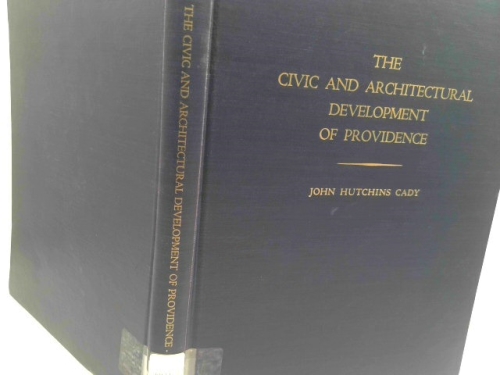 THE CIVIC AND ARCHITECTURAL DEVELOPMENT OF PROVIDENCE
THE
CIVIC AND ARCHITECTURAL
DEVELOPMENT
OF PROVIDENCE
JOHN HUTCHINS CADY